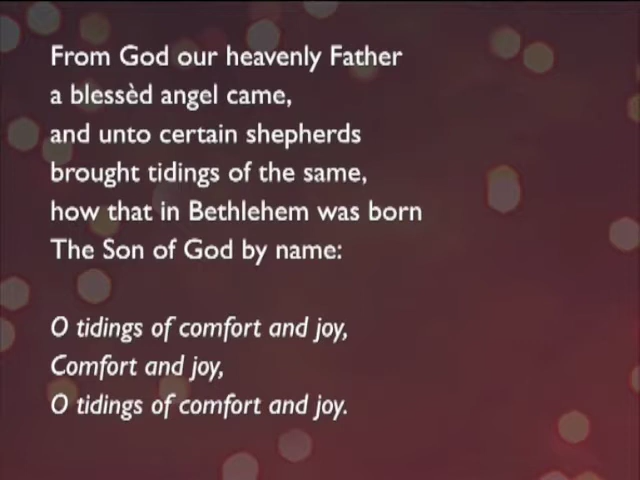 From God our heavenly Father
a blessèd angel came,
and unto certain shepherds
brought tidings of the same,
how that in Bethlehem was born
The Son of God by name:
O tidings of comfort and joy,
Comfort and joy,
O tidings of comfort and joy.